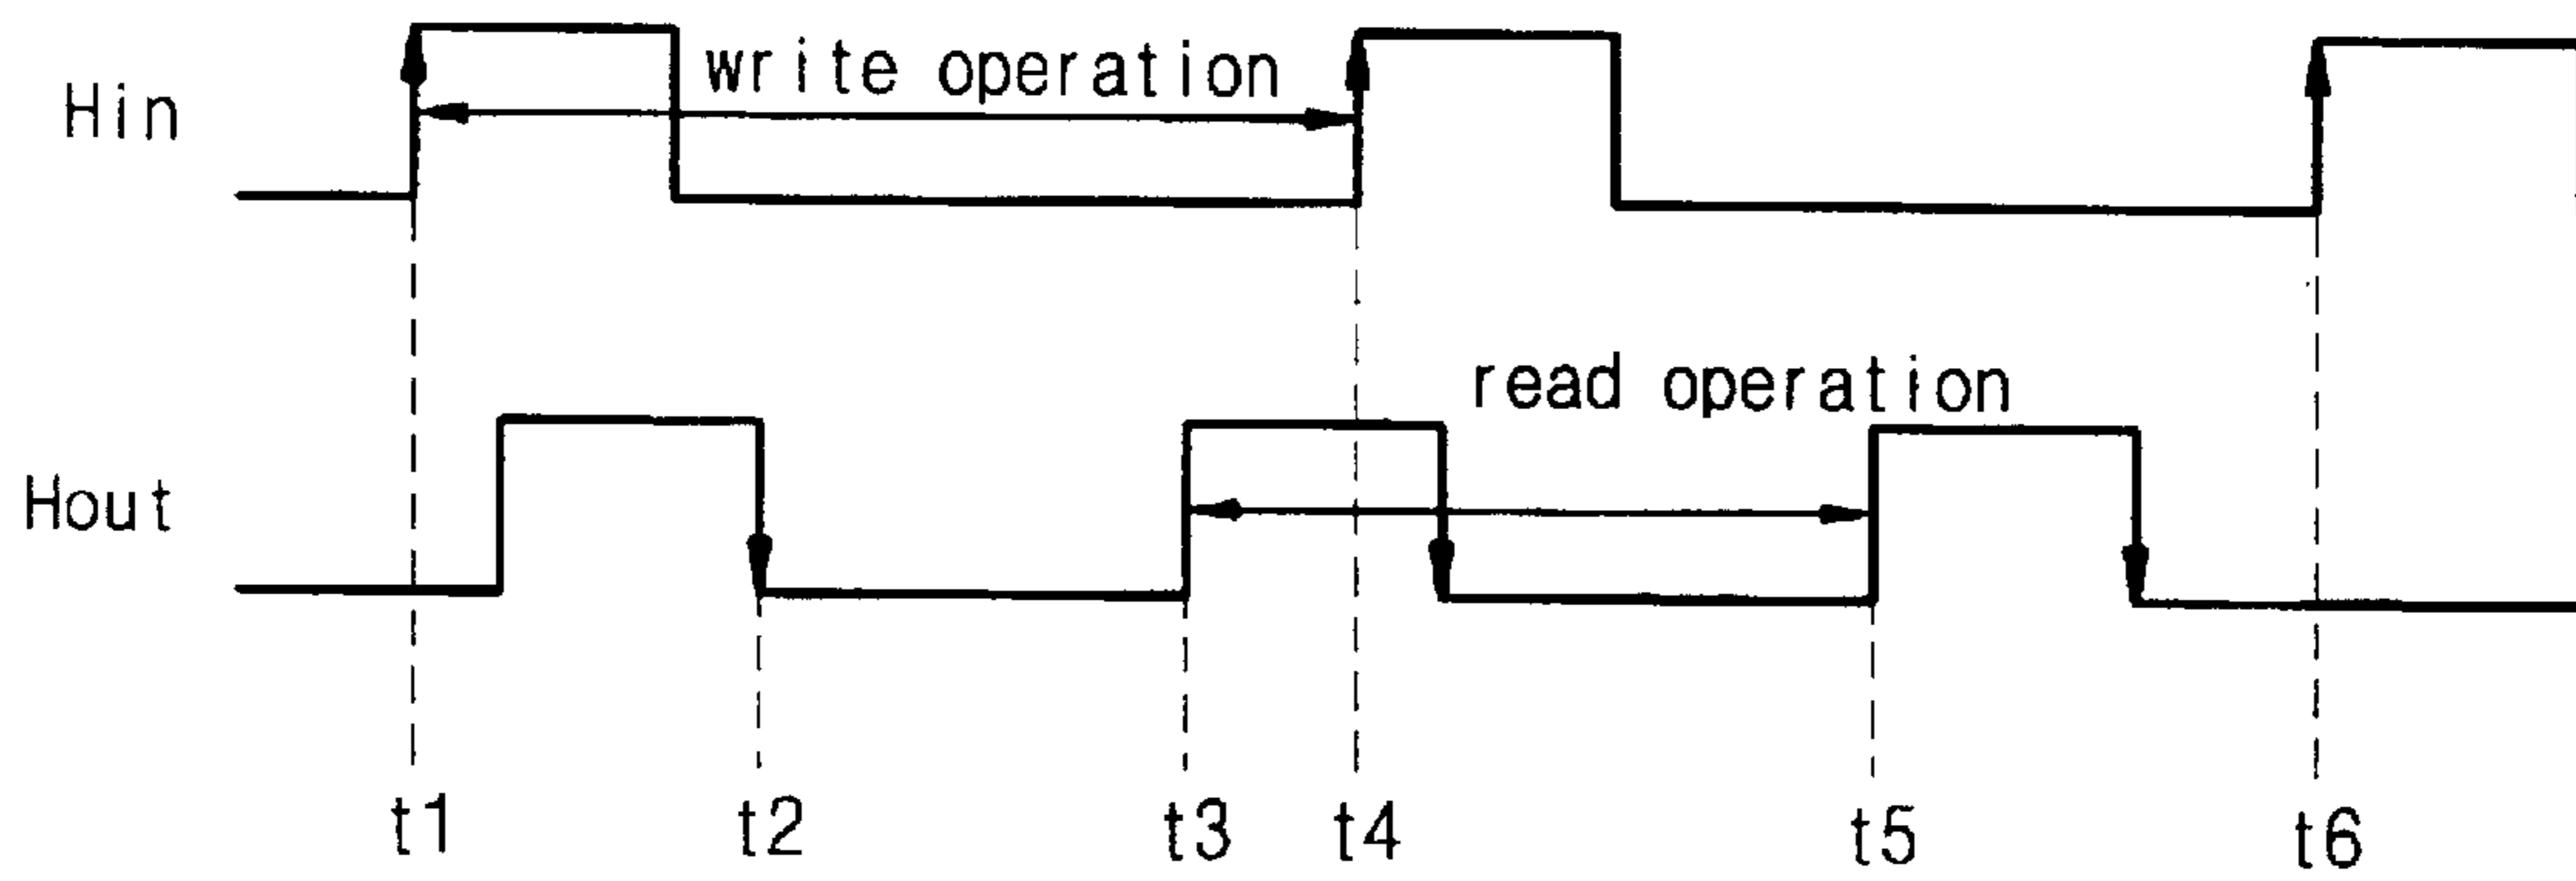 write operation
Hin
read operation
Hout
t1 t2 t3 t4 t5 t6